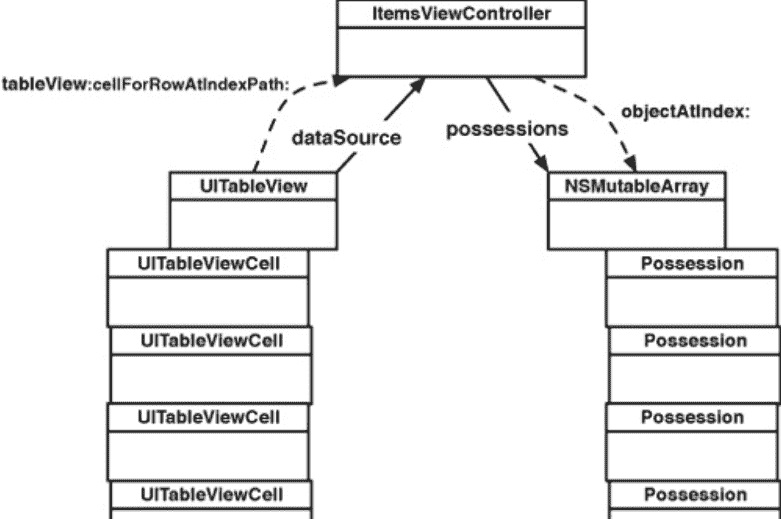 ItemsViewController
tableView:cellForRowAtIndexPath:
objectAtIndex:
dataSource
possessions
UITableView
NSMutableArray
UITableViewCell
Possession
UITableViewCell
Possession
UITableViewCell
Possession
UITableViewCell
Possession